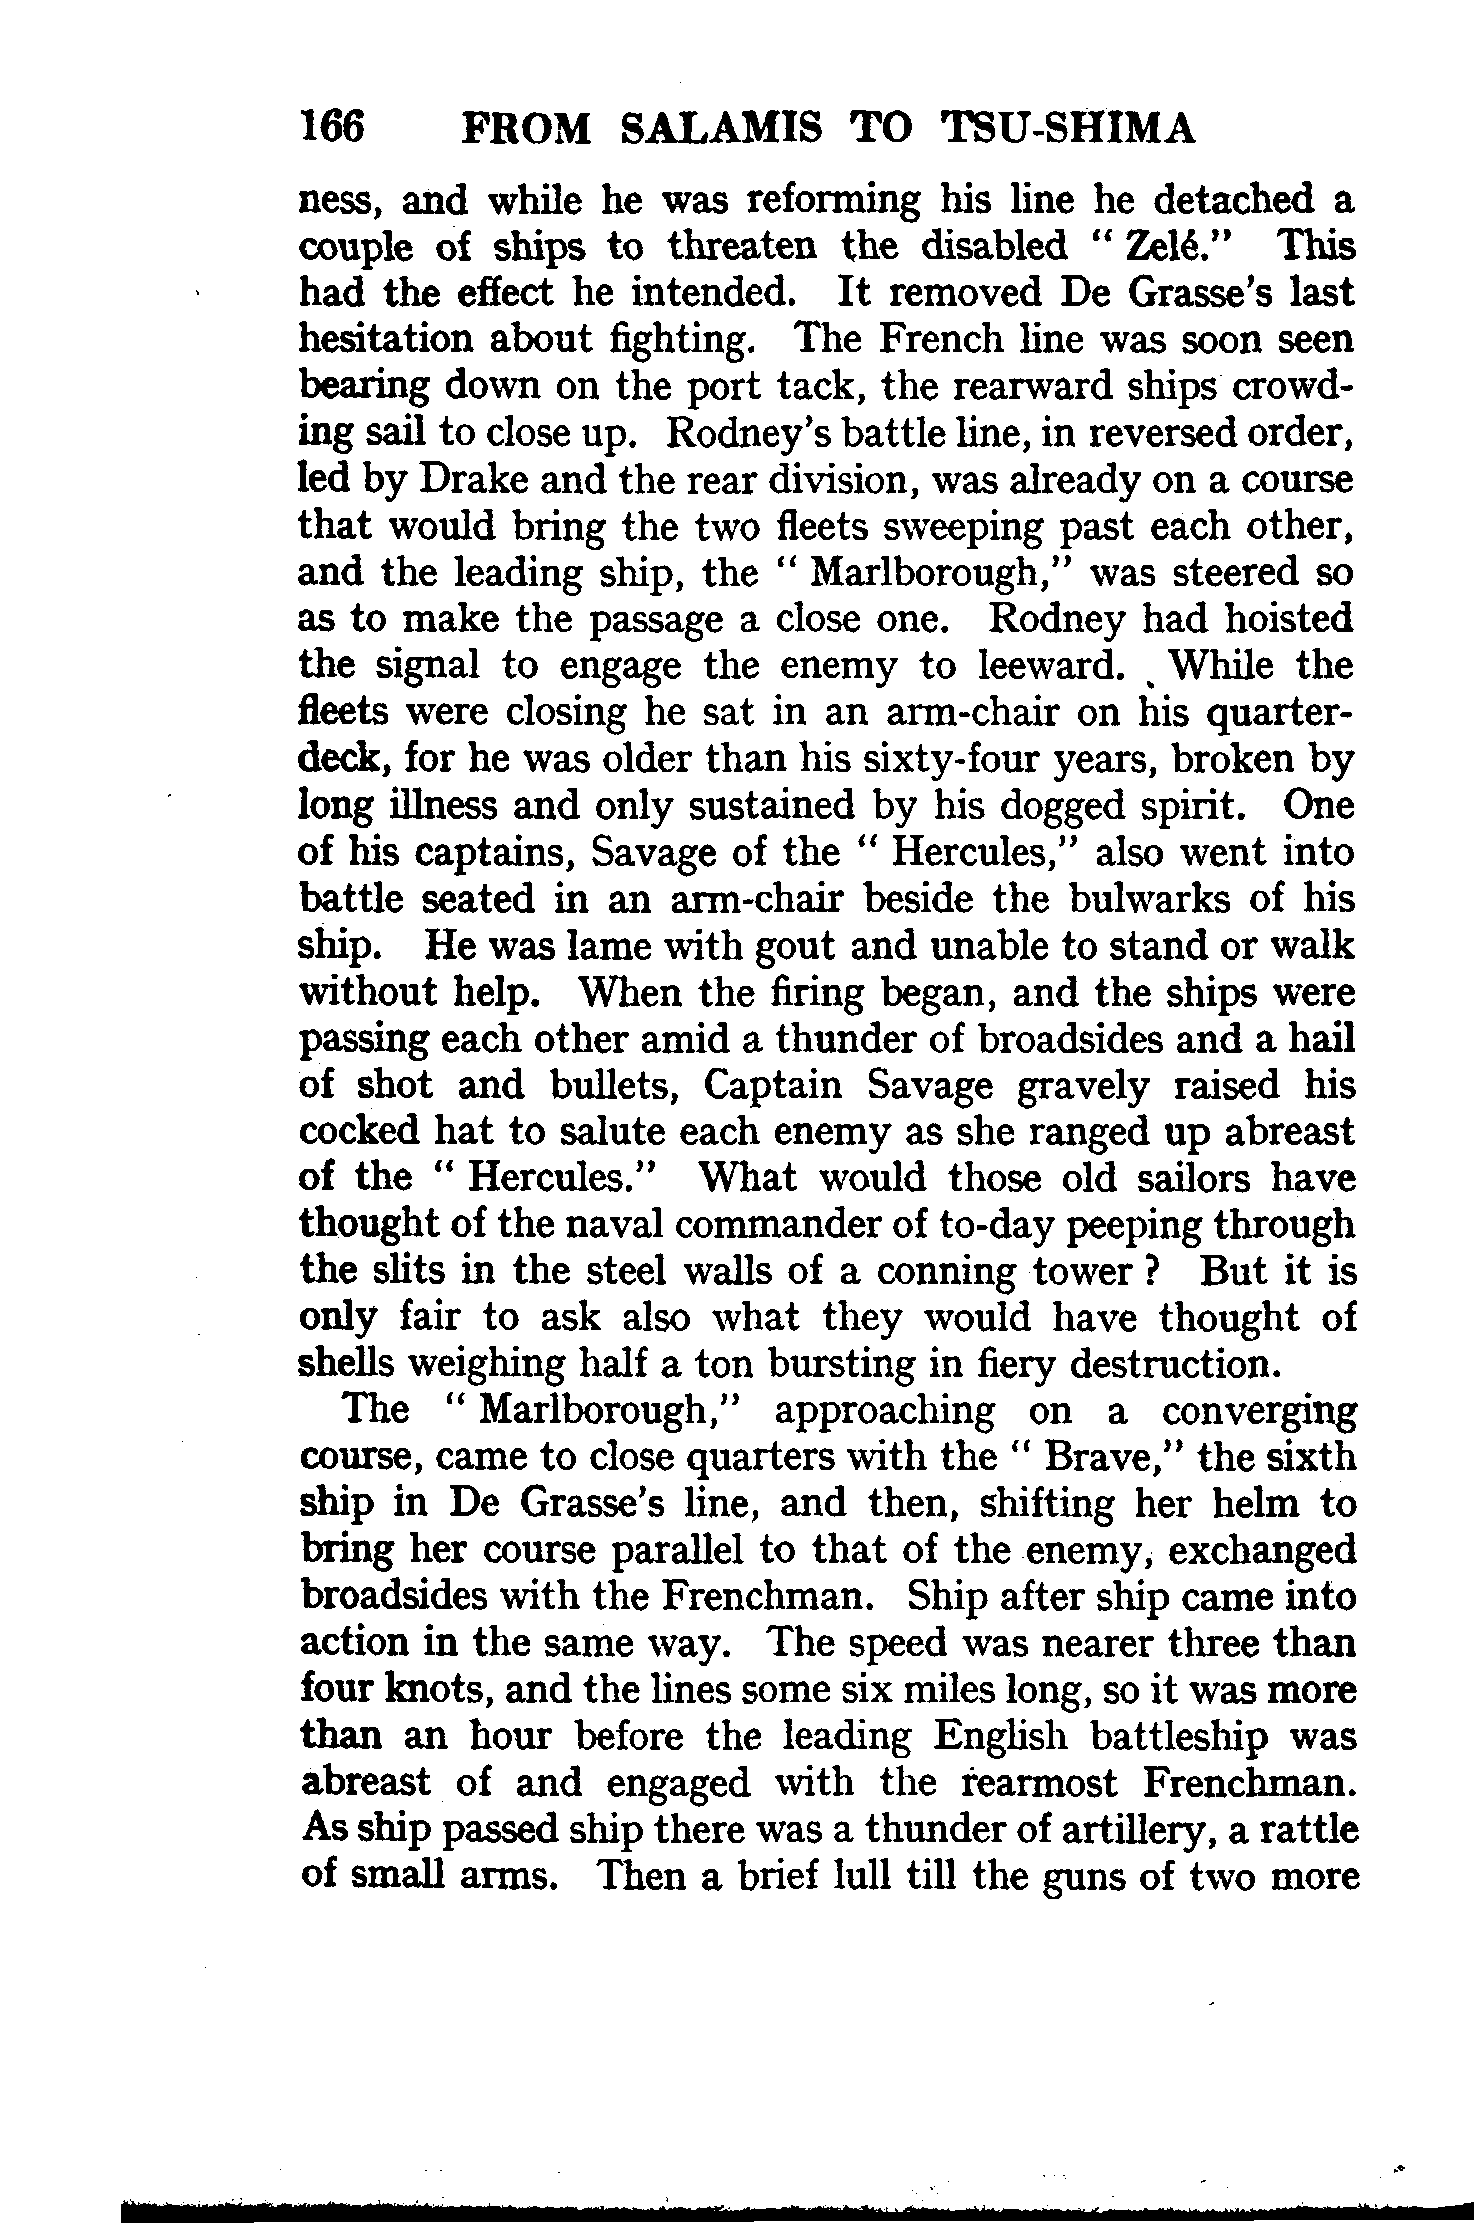 166 FROM SALAMIS TO TSU-SHIMA
ness, and while he was reforming his line he detached a
couple of ships to threaten the disabled " Zelé." This
had the effect he intended. It removed De Grasse's last
hesitation about fighting. The French line was soon seen
bearing down on the port tack, the rearward ships crowd-
ing sail to close up. Rodney's battle line, in reversed order,
led by Drake and the rear division, was already on a course
that would bring the two fleets sweeping past each other,
and the leading ship, the " Marlborough," was steered so
as to make the passage a close one. Rodney had hoisted
the signal to engage the enemy to leeward. While the
fleets were closing he sat in an arm-chair on his quarter-
deck, for he was older than his sixty-four years, broken by
long illness and only sustained by his dogged spirit. One
of his captains, Savage of the " Hercules," also went into
battle seated in an arm-chair beside the bulwarks of his
ship. He was lame with gout and unable to stand or walk
without help. When the firing began, and the ships were
passing each other amid a thunder of broadsides and a hail
of shot and bullets, Captain Savage gravely raised his
cocked hat to salute each enemy as she ranged up abreast
of the " Hercules." What would those old sailors have
thought of the naval commander of to-day peeping through
the slits in the steel walls of a conning tower ? But it is
only fair to ask also what they would have thought of
shells weighing half a ton bursting in fiery destruction.
The " Marlborough," approaching on a converging
course, came to close quarters with the " Brave," the sixth
ship in De Grasse's line, and then, shifting her helm to
bring her course parallel to that of the enemy, exchanged
broadsides with the Frenchman. Ship after ship came into
action in the same way. The speed was nearer three than
four knots, and the lines some six miles long, so it was more
than an hour before the leading English battleship was
abreast of and engaged with the rearmost Frenchman.
As ship passed ship there was a thunder of artillery, a rattle
of small arms. Then a brief lull till the guns of two more